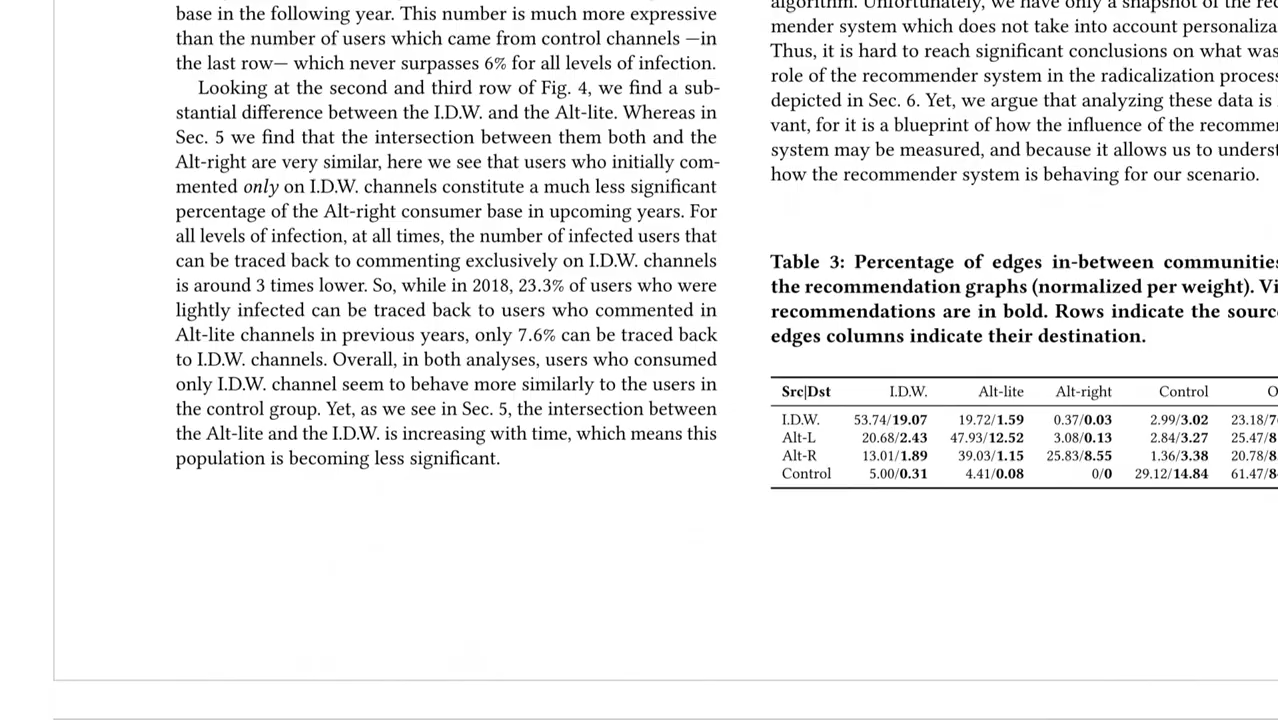 base in the following year. This number is much more expressive
than the number of users which came from control channels —in
the last row— which never surpasses 6% for all levels of infection.
Looking at the second and third row of Fig. 4, we find a sub-
stantial difference between the I.D.W. and the Alt-lite. Whereas in
Sec. 5 we find that the intersection between them both and the
Alt-right are very similar, here we see that users who initially com-
mented only on I.D.W. channels constitute a much less significant
percentage of the Alt-right consumer base in upcoming years. For
all levels of infection, at all times, the number of infected users that
can be traced back to commenting exclusively on I.D.W. channels
is around 3 times lower. So, while in 2018, 23.3% of users who were
lightly infected can be traced back to users who commented in
Alt-lite channels in previous years, only 7.6% can be traced back
to I.D.W. channels. Overall, in both analyses, users who consumed
only I.D.W. channel seem to behave more similarly to the users in
the control group. Yet, as we see in Sec. 5, the intersection between
the Alt-lite and the I.D.W. is increasing with time, which means this
population is becoming less significant.
algorithm. Unfortunately, we have only a snapshot of the
mender system which does not take into account
Thus, it is hard to reach significant conclusions on what was
role of the recommender system in the radicalization process
depicted in Sec. 6. Yet, we argue that analyzing these data is
vant, for it is a blueprint of how the influence of the
system may be measured, and because it allows us to
how the recommender system is behaving for our scenario.
Table 3: Percentage of edges in-between communities
the recommendation graphs (normalized per weight).
recommendations are in bold. Rows indicate the
edges columns indicate their destination.
Src|Dst I.D.W. Alt-lite Alt-right Control
I.D.W. 53.74/19.07 19.72/1.59 0.37/0.03 2.99/3.02 23.18/7
Alt-L 20.68/2.43 47.93/12.52 3.08/0.13 2.84/3.27 25.47/8
Alt-R 13.01/1.89 39.03/1.15 25.83/8.55 1.36/3.38 20.78/8
Control 5.00/0.31 4.41/0.08 0/0 29.12/14.84 61.47/8